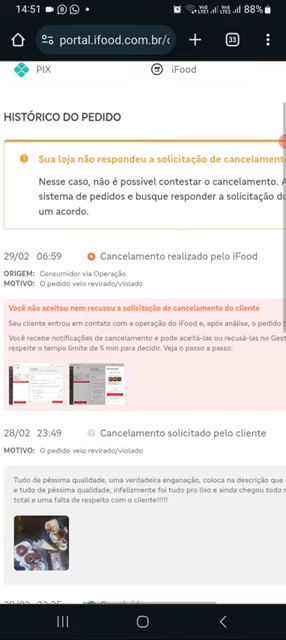 14:51
88%
portal.ifood.com.br/c
33
PIX
iFood
HISTÓRICO DO PEDIDO
Sua loja não respondeu a solicitação de cancelament
Nesse caso, não é possível contestar o cancelamento. A
sistema de pedidos e busque responder a solicitação d
um acordo.
29/02 06:59 Cancelamento realizado pelo iFood
ORIGEM: Consumidor via Operação
MOTIVO: O pedido veio revirado/violado
Você não aceitou nem recusou a solicitação de cancelamento do cliente
Seu cliente entrou em contato com a operação do iFood e, após análise, o pedido f
Você recebe notificações de cancelamento e pode aceitá-las ou recusá-las no Gest
respeite o tempo limite de 5 min para decidir. Veja o passo a passo:
28/02 23:49 Cancelamento solicitado pelo cliente
MOTIVO: O pedido veio revirado/violado
Tudo de péssima qualidade, uma verdadeira enganação, coloca na descrição que
e tudo de péssima qualidade, infelizmente foi tudo pro lixo e ainda chegou todo r
total e uma falta de respeito com o cliente!!!!!